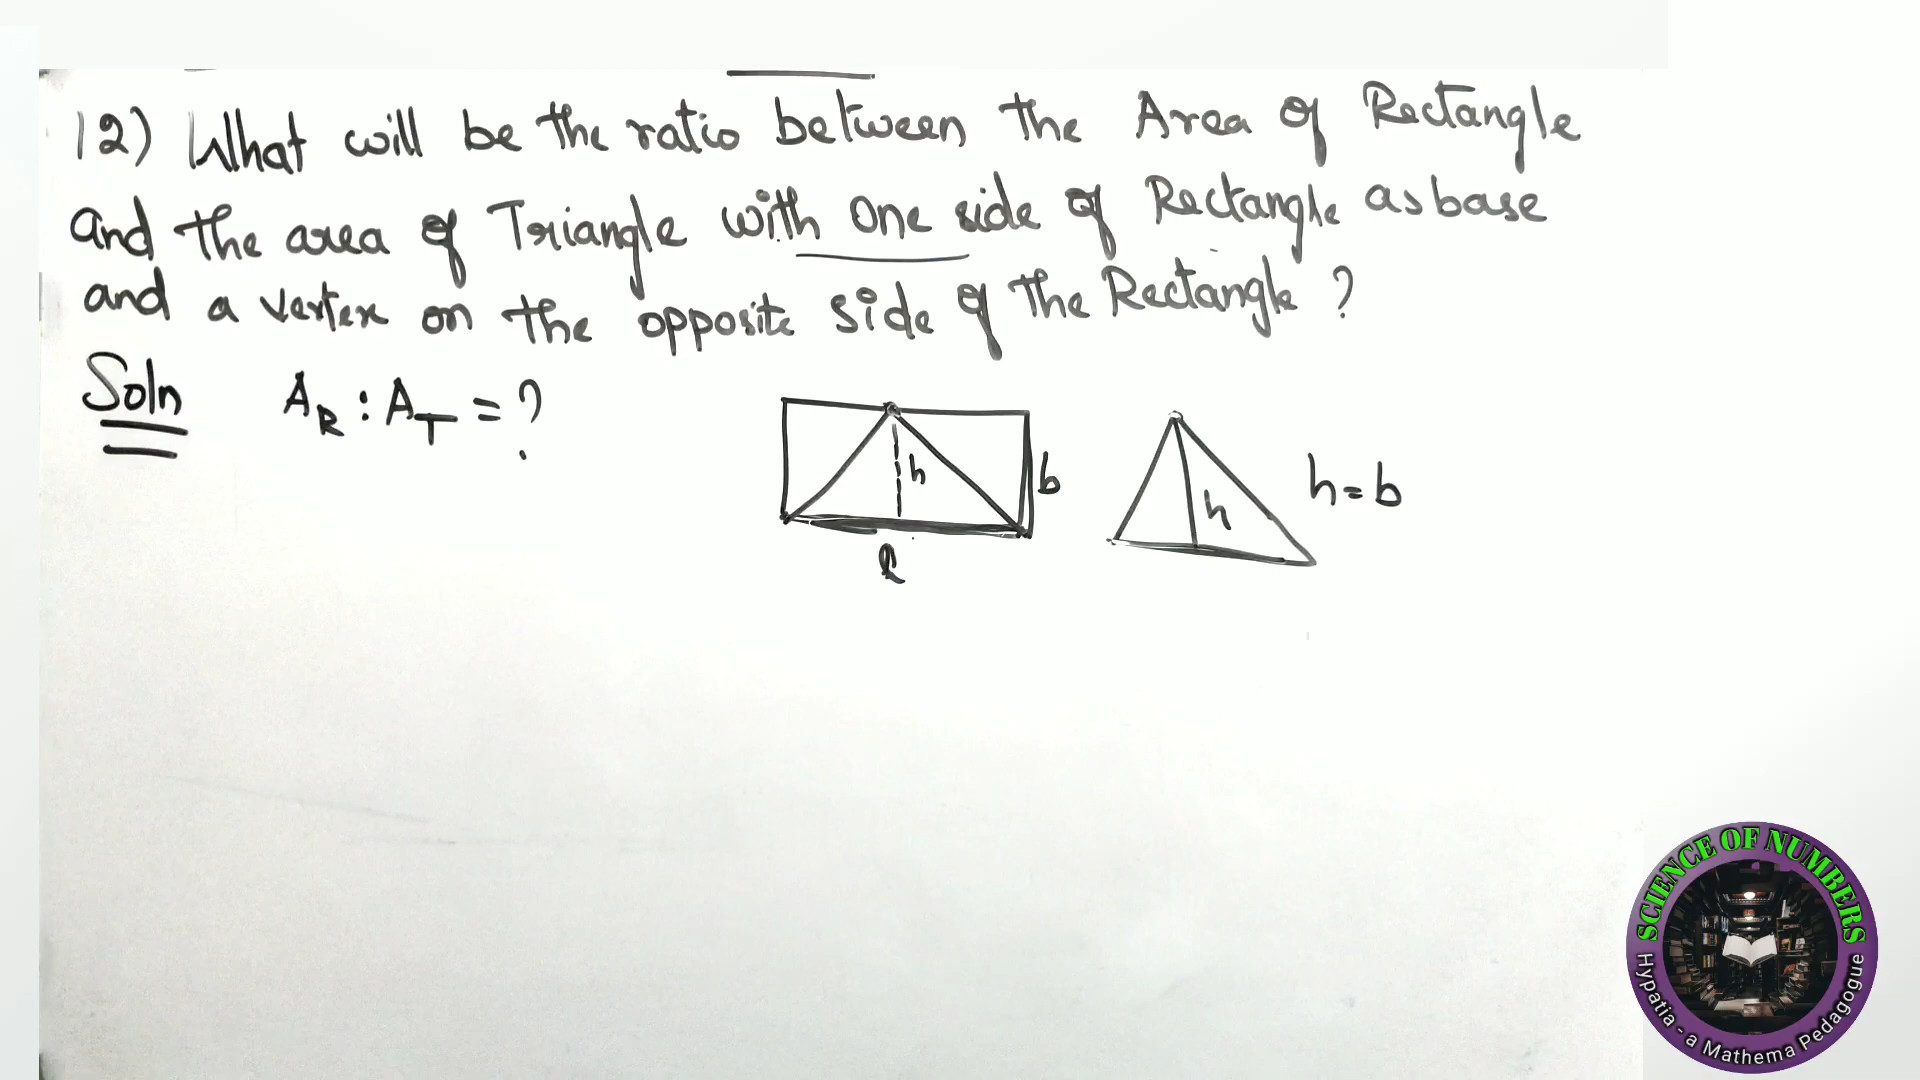 12) What will be the ratio between the Area of Rectangle
and the area of Triangle with one side of Rectangle as base
and a vertex on the opposite side of the Rectangle ?
Soln A_R : A_T = ?
h b h h = b
l
SCIENCE OF NUMBERS
Hypatia - a Mathema Pedagogue